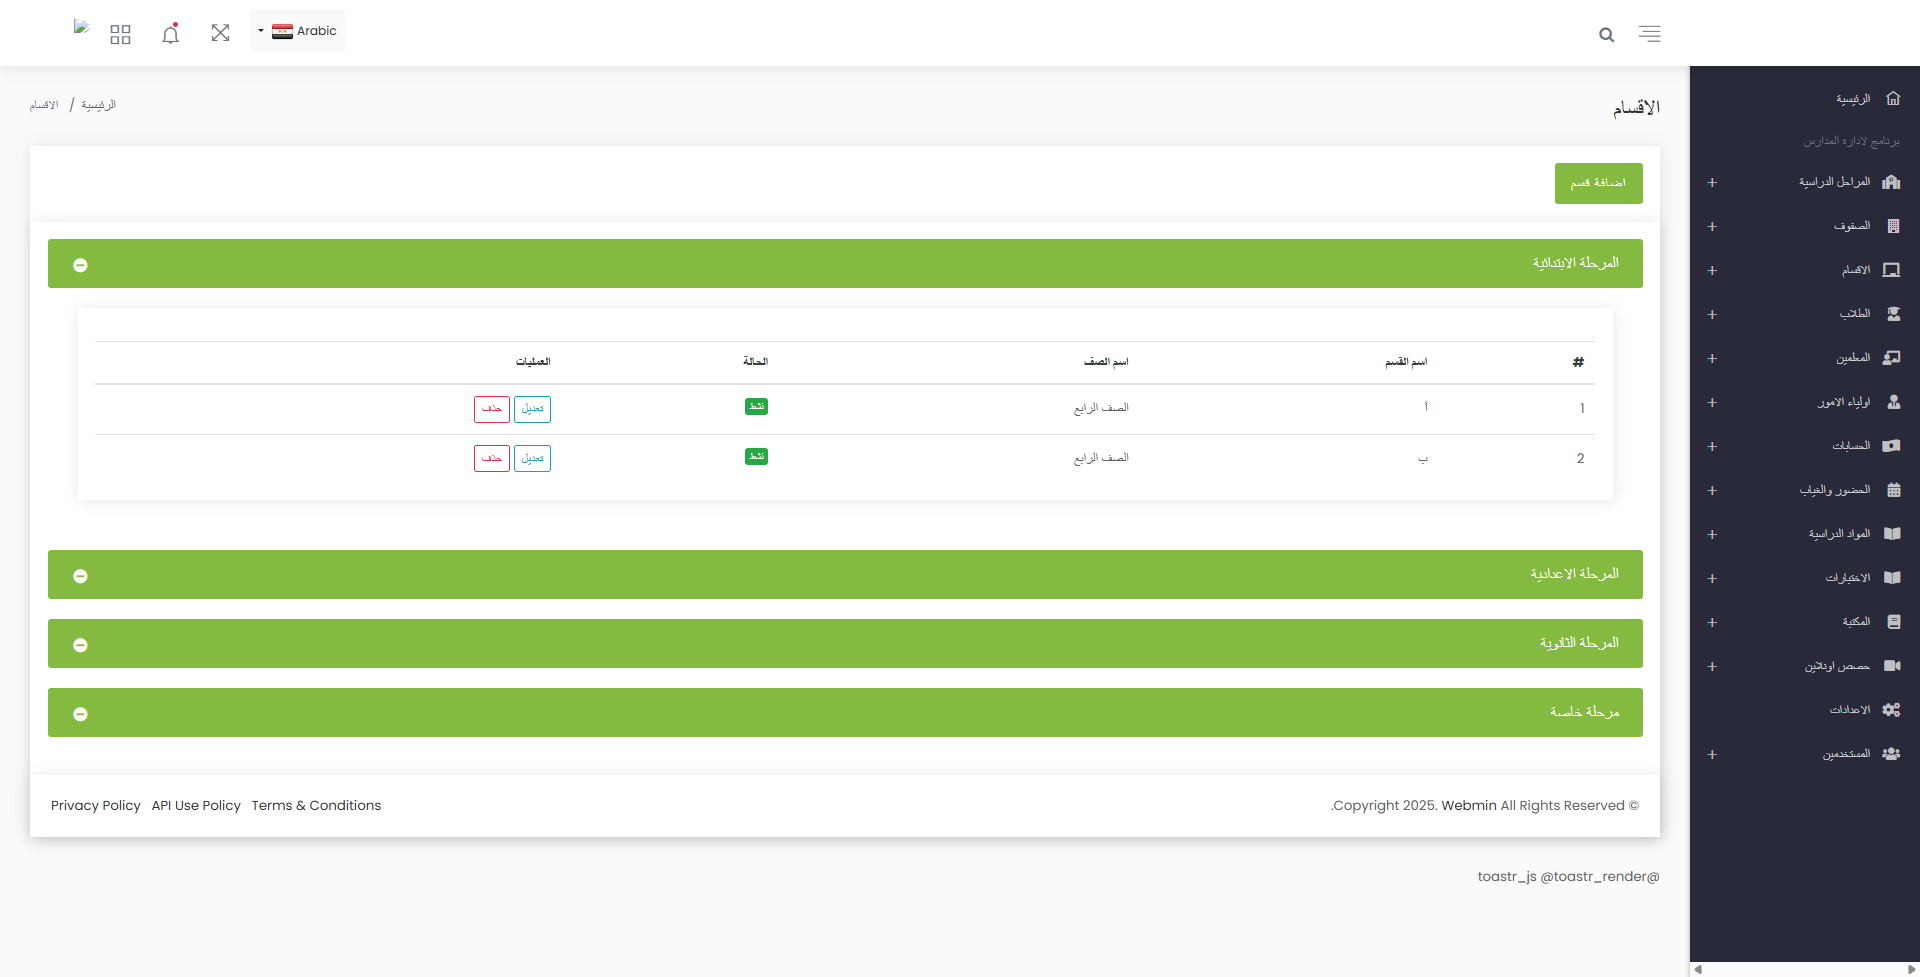 Arabic
الرئيسية
برنامج لادارة المدارس
المراحل الدراسية +
الصفوف +
الاقسام +
الطلاب +
المعلمين +
اولياء الامور +
الحسابات +
الحضور والغياب +
المواد الدراسية +
الاختبارات +
المكتبة +
حصص اونلاين +
الاعدادات
المستخدمين +
الاقسام
الرئيسية / الاقسام
اضافة قسم
المرحلة الابتدائية
# اسم القسم اسم الصف الحالة العمليات
1 أ الصف الرابع نشط تعديل حذف
2 ب الصف الرابع نشط تعديل حذف
المرحلة الاعدادية
المرحلة الثانوية
مرحلة خاصة
.Copyright 2025. Webmin All Rights Reserved ©
Privacy Policy API Use Policy Terms & Conditions
toastr_js @toastr_render@